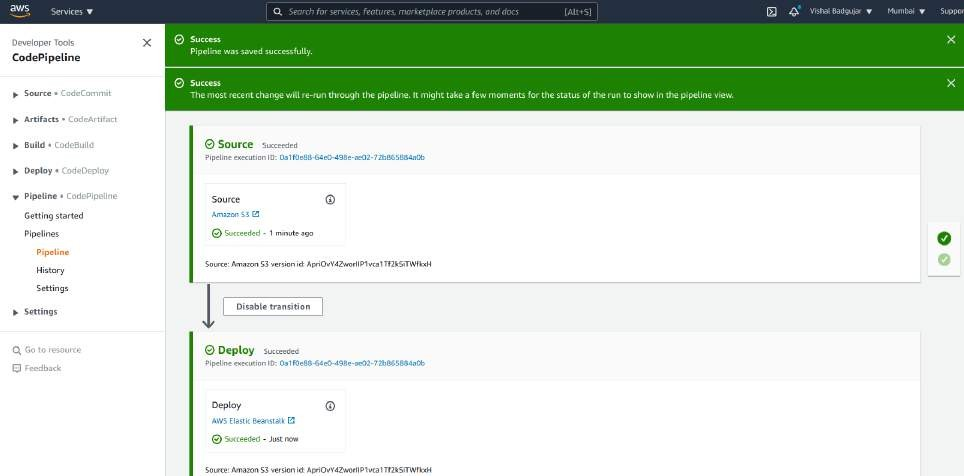 aws Services ▼ Search for services, features, marketplace products, and docs [Alt+S] Vishal Badgujar ▼ Mumbai ▼ Suppor
Developer Tools
CodePipeline
Source • CodeCommit
Artifacts • CodeArtifact
Build • CodeBuild
Deploy • CodeDeploy
Pipeline • CodePipeline
Getting started
Pipelines
Pipeline
History
Settings
Settings
Go to resource
Feedback
Success
Pipeline was saved successfully.
Success
The most recent change will re-run through the pipeline. It might take a few moments for the status of the run to show in the pipeline view.
Source Succeeded
Pipeline execution ID: 0a1f0e88-64e0-498e-ae02-72b865884a0b
Source
Amazon S3
Succeeded - 1 minute ago
Source: Amazon S3 version id:
Disable transition
Deploy Succeeded
Pipeline execution ID: 0a1f0e88-64e0-498e-ae02-72b865884a0b
Deploy
AWS Elastic Beanstalk
Succeeded - Just now
Source: Amazon S3 version id: